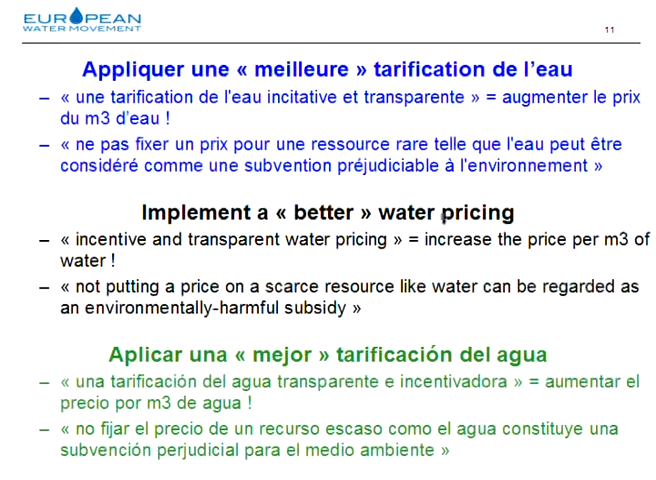 EUROPEAN
WATER MOVEMENT
11
Appliquer une « meilleure » tarification de l'eau
– « une tarification de l'eau incitative et transparente » = augmenter le prix
du m3 d'eau !
– « ne pas fixer un prix pour une ressource rare telle que l'eau peut être
considéré comme une subvention préjudiciable à l'environnement »
Implement a « better » water pricing
– « incentive and transparent water pricing » = increase the price per m3 of
water !
– « not putting a price on a scarce resource like water can be regarded as
an environmentally-harmful subsidy »
Aplicar una « mejor » tarificación del agua
– « una tarificación del agua transparente e incentivadora » = aumentar el
precio por m3 de agua !
– « no fijar el precio de un recurso escaso como el agua constituye una
subvención perjudicial para el medio ambiente »